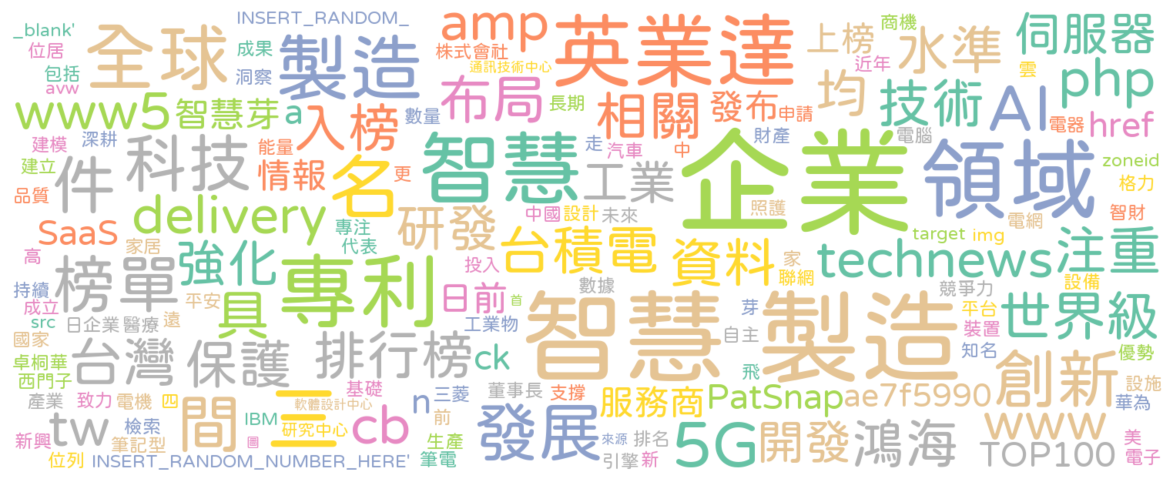 _blank'
INSERT_RANDOM_
amp
英業達
商機
上榜
水準
伺服器
位居
全球
成果
製造
株式會社
通訊技術中心
近年
雲
包括
洞察
布局
長期
均
php
avw
www5
智慧芽
a
入榜
數量
相關
發布
申請
技術
AI
電器
href
建模
深耕
能量
財產
電腦
建立
件
科技
情報
名
更
智慧
走
汽車
中
工業
企業
領域
zoneid
格力
品質
智財
SaaS
delivery
專注
代表
研發
中國
設計
未來
照護
電網
target
img
高
家居
強化
台積電
資料
家
聯網
technews
注重
持續
榜單
專利
日前
投入
數據
競爭力
設備
成立
平安
具
首
芽
平台
世界級
src
日企業
醫療
遠
工業物
智慧製造
自主
裝置
國家
台灣
保護
排行榜
ck
知名
優勢
卓桐華
飛
西門子
創新
設施
產業
致力
電機
四
間
三
基礎
軟體設計中心
n
三菱
董事長
支撐
服務商
PatSnap
ae7f5990
華為
tw
檢索
IBM
研究中心
cb
前
發展
www
新興
筆記型
圖
生產
來源
排名
5G
開發
鴻海
TOP100
美
位列
INSERT_RANDOM_NUMBER_HERE'
筆電
引擎
新
電子